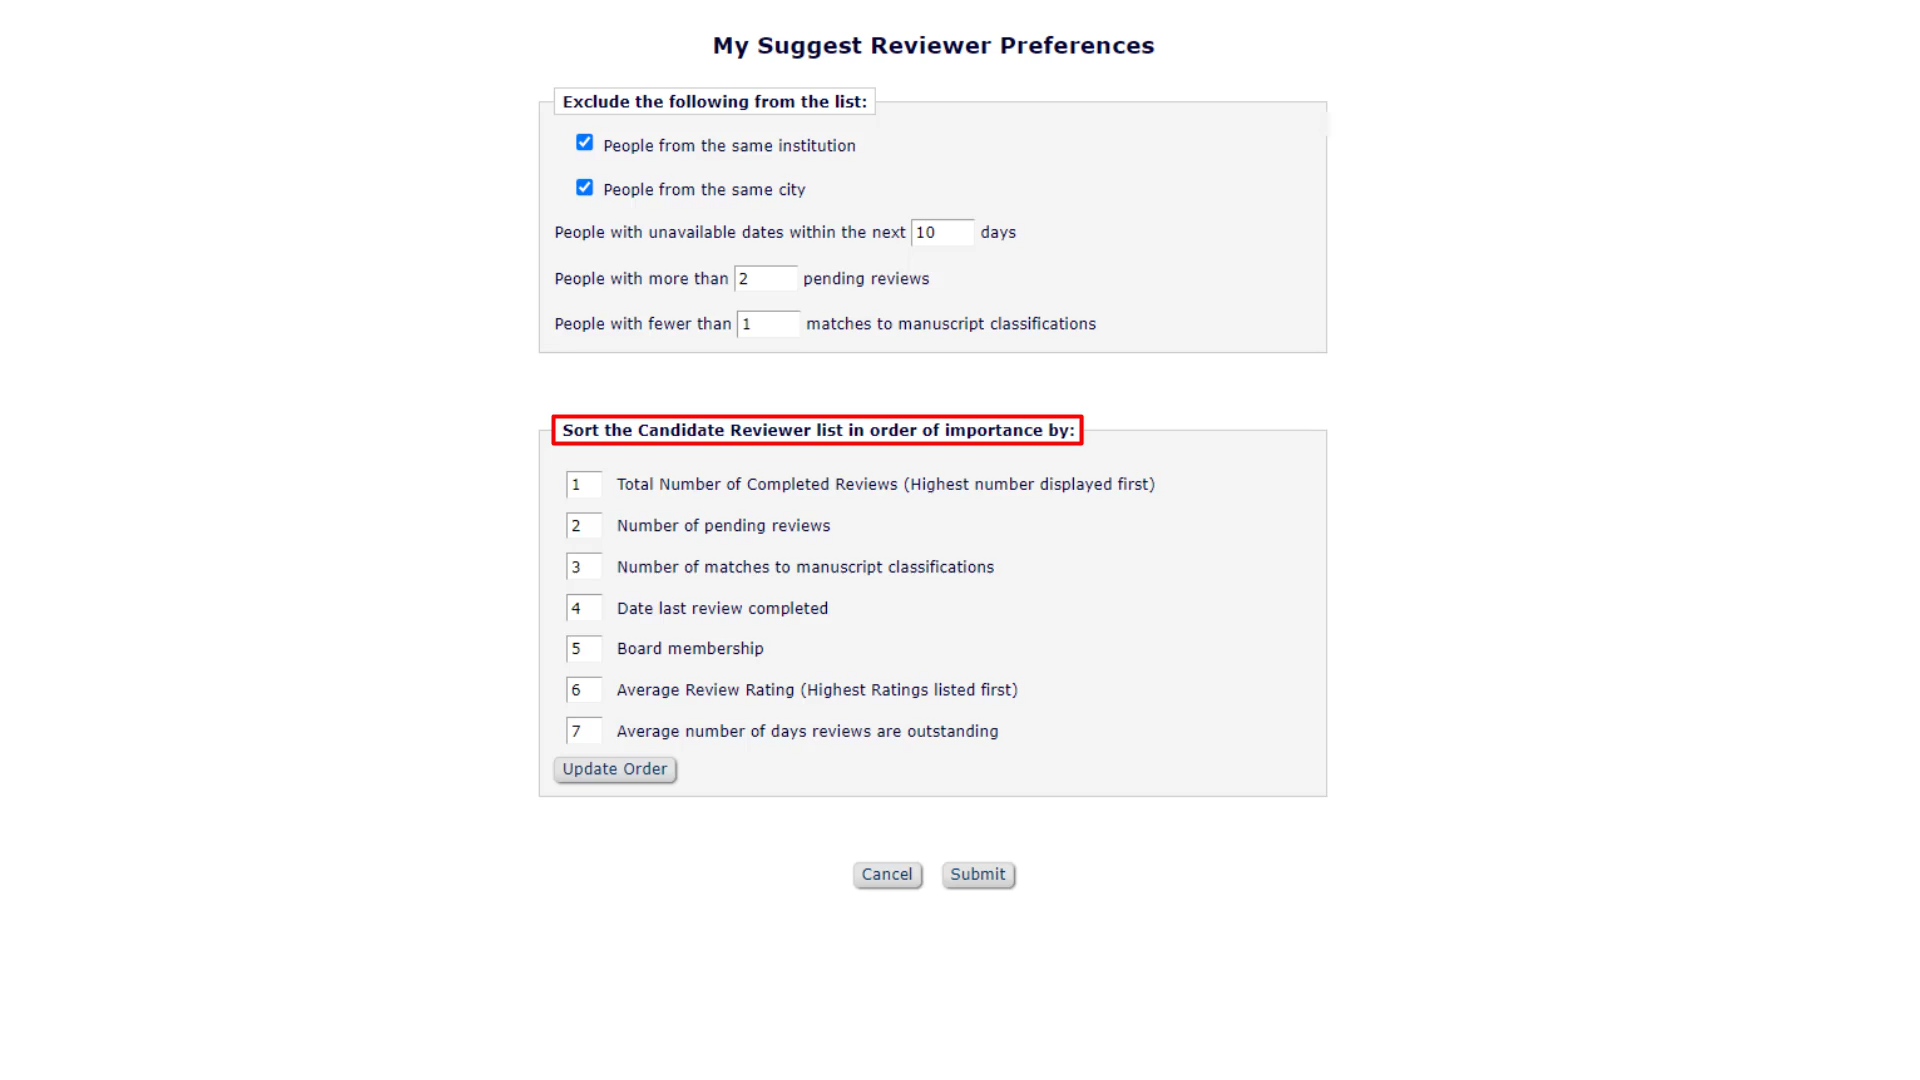 My Suggest Reviewer Preferences
Exclude the following from the list:
People from the same institution
People from the same city
People with unavailable dates within the next 10 days
People with more than 2 pending reviews
People with fewer than 1 matches to manuscript classifications
Sort the Candidate Reviewer list in order of importance by:
1 Total Number of Completed Reviews (Highest number displayed first)
2 Number of pending reviews
3 Number of matches to manuscript classifications
4 Date last review completed
5 Board membership
6 Average Review Rating (Highest Ratings listed first)
7 Average number of days reviews are outstanding
Update Order
Cancel Submit